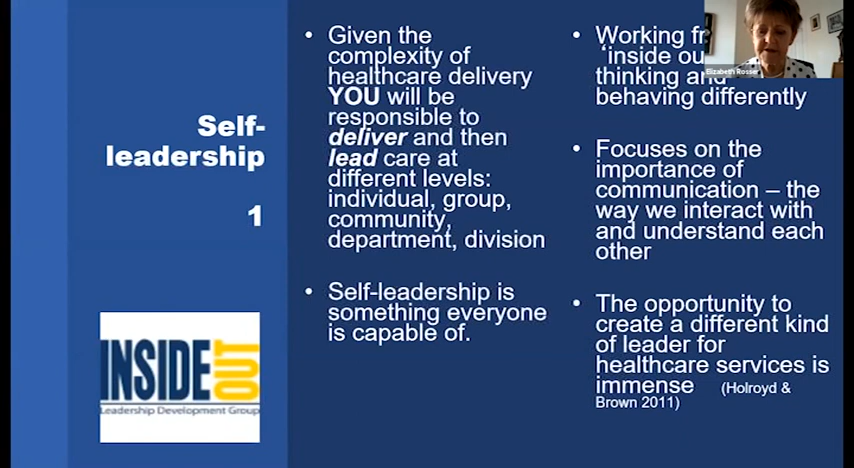 Self-
leadership
1
INSIDE
OUT
Leadership Development Group
• Given the
complexity of
healthcare delivery
YOU will be
responsible to
deliver and then
lead care at
different levels:
individual, group,
community,
department, division
• Self-leadership is
something everyone
is capable of.
• Working
‘inside
thinking and
behaving differently
• Focuses on the
importance of
communication – the
way we interact with
and understand each
other
• The opportunity to
create a different kind
of leader for
healthcare services is
immense (Holroyd &
Brown 2011)
Elizabeth Rosser